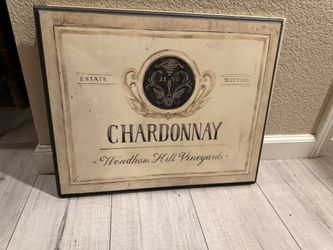 ESTATE
BOTTLED
CHARDONNAY
Wendham Hill Vineyards